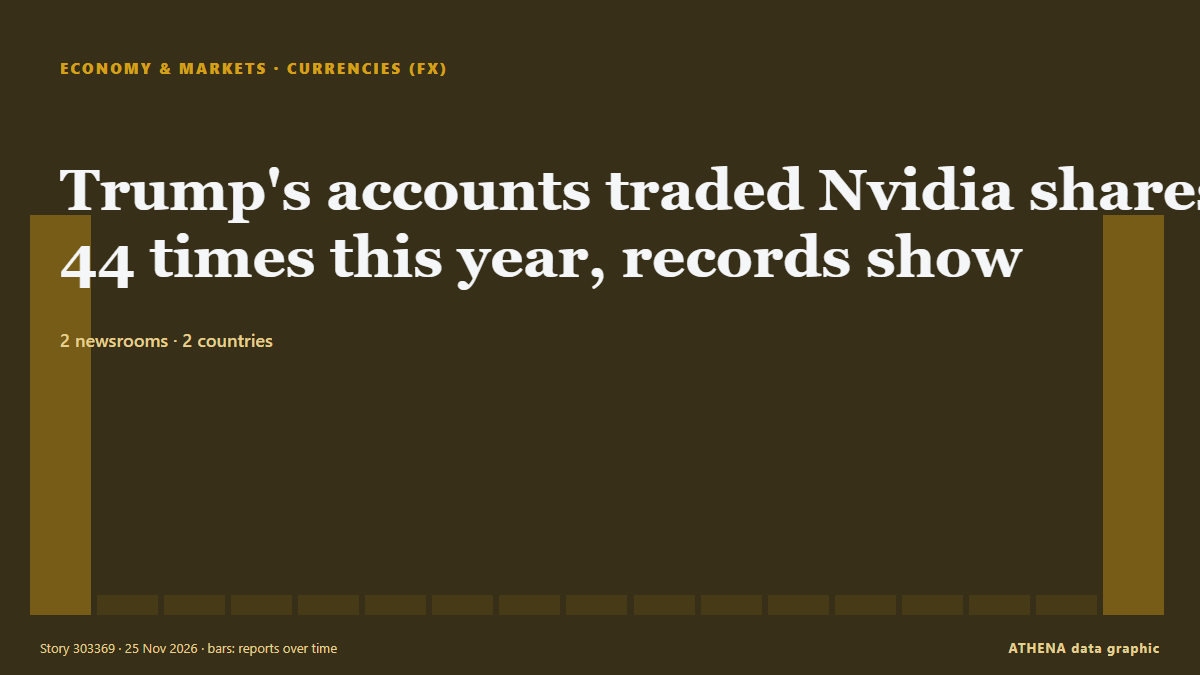 ECONOMY & MARKETS · CURRENCIES (FX)
Trump's accounts traded Nvidia shares
44 times this year, records show
2 newsrooms · 2 countries
Story 303369 · 25 Nov 2026 · bars: reports over time
ATHENA data graphic